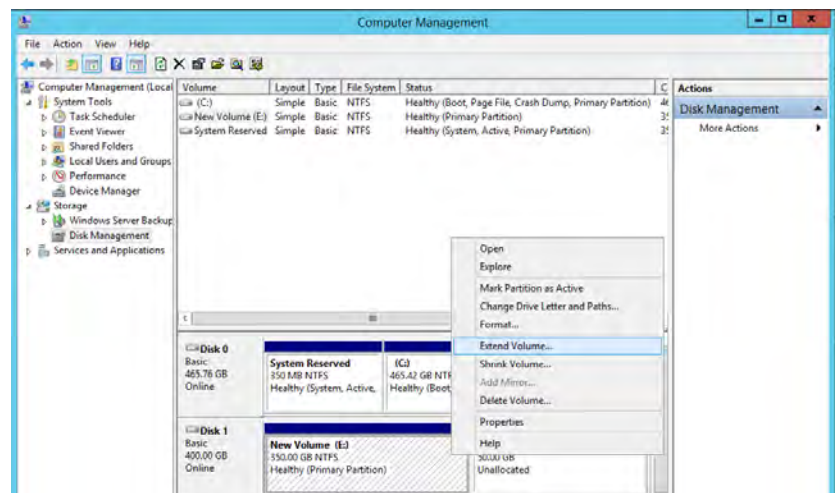 Computer Management
File Action View Help
Computer Management (Local
System Tools
Task Scheduler
Event Viewer
Shared Folders
Local Users and Groups
Performance
Device Manager
Storage
Windows Server Backup
Disk Management
Services and Applications
Volume Layout Type File System Status C
(C:) Simple Basic NTFS Healthy (Boot, Page File, Crash Dump, Primary Partition)
New Volume (E:) Simple Basic NTFS Healthy (Primary Partition)
System Reserved Simple Basic NTFS Healthy (System, Active, Primary Partition)
Actions
Disk Management
More Actions
Open
Explore
Mark Partition as Active
Change Drive Letter and Paths...
Format...
Extend Volume...
Shrink Volume...
Add Mirror...
Delete Volume...
Properties
Help
Disk 0
Basic
465.76 GB
Online
System Reserved
350 MB NTFS
Healthy (System, Active,
(C:)
465.42 GB NTF
Healthy (Boot
Disk 1
Basic
400.00 GB
Online
New Volume (E:)
350.00 GB NTFS
Healthy (Primary Partition)
50.00 GB
Unallocated